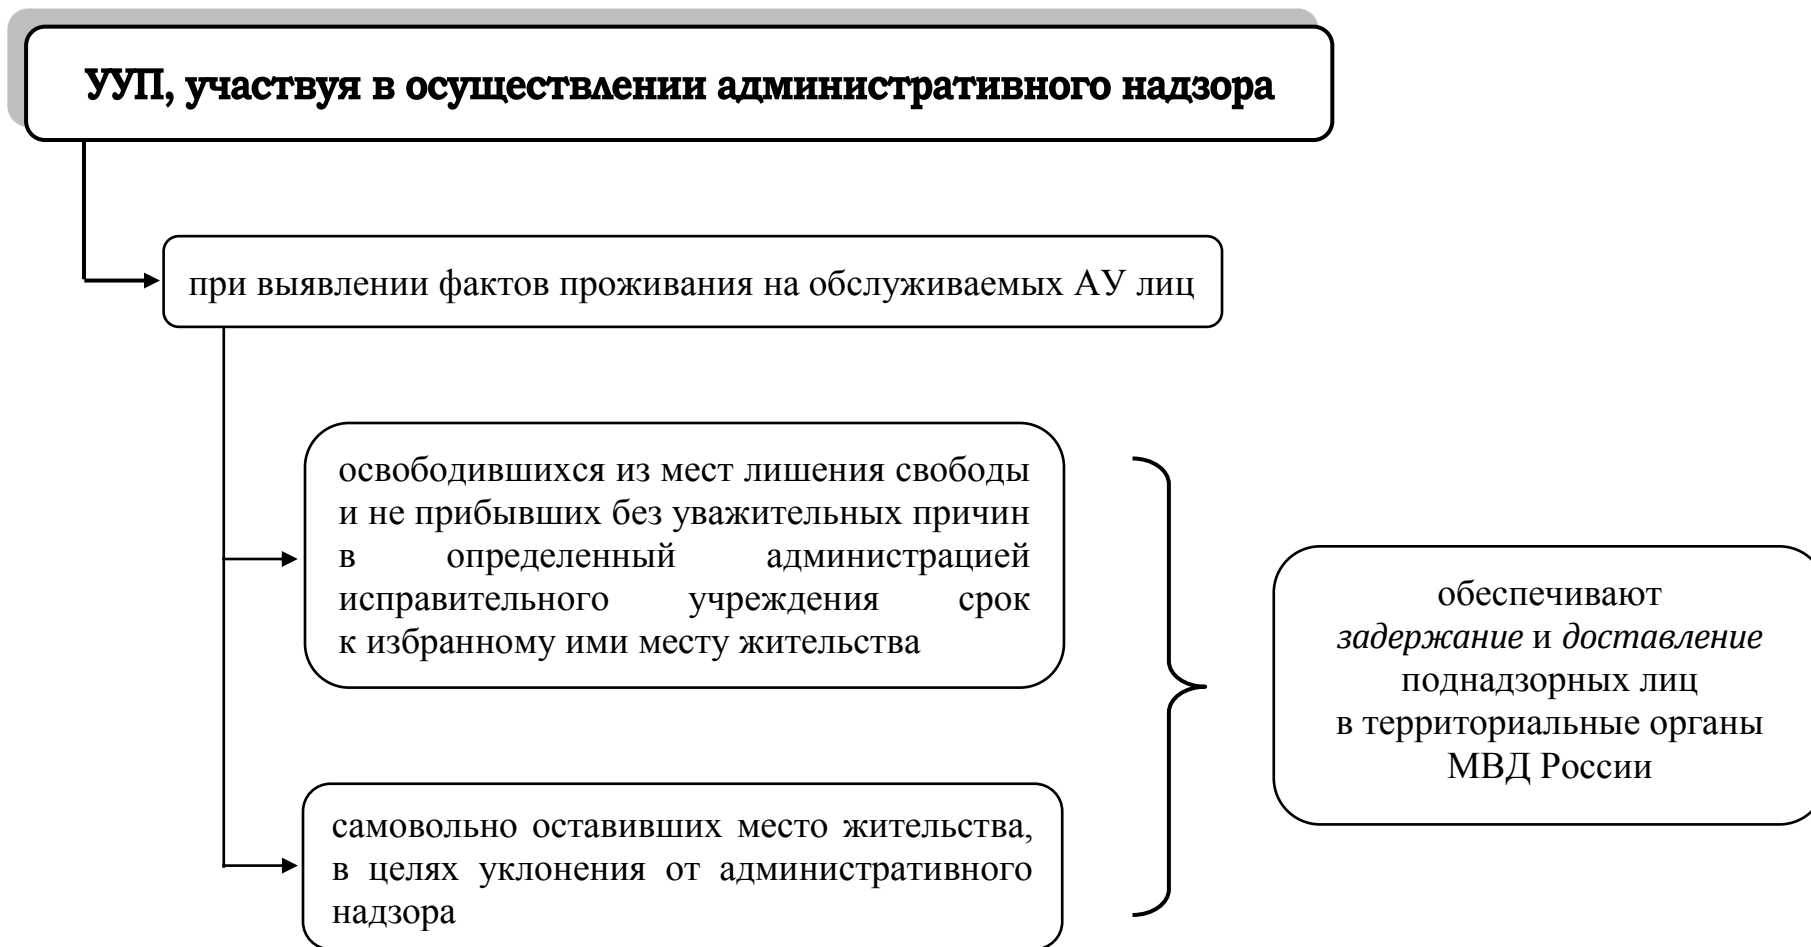 УУП, участвуя в осуществлении административного надзора
при выявлении фактов проживания на обслуживаемых АУ лиц
освободившихся из мест лишения свободы
и не прибывших без уважительных причин
в определенный администрацией
исправительного учреждения срок
к избранному ими месту жительства
самовольно оставивших место жительства,
в целях уклонения от административного
надзора
обеспечивают
задержание и доставление
поднадзорных лиц
в территориальные органы
МВД России